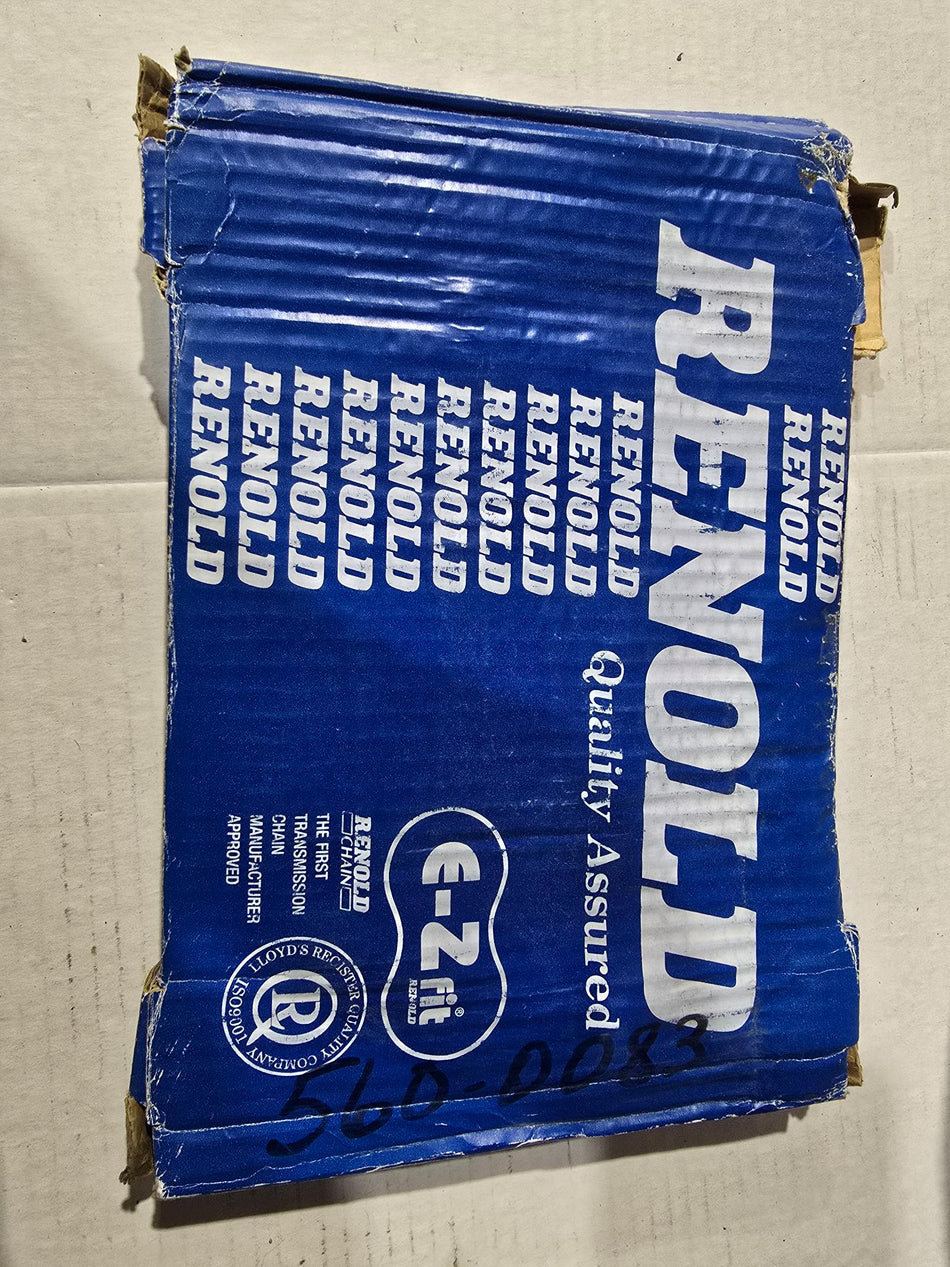 RENOLD
RENOLD
RENOLD
RENOLD
RENOLD
RENOLD
RENOLD
RENOLD
RENOLD
RENOLD
RENOLD
RENOLD
RENOLD
Quality Assured
E-Z fit®
RENOLD
RENOLD
CHAIN
THE FIRST
TRANSMISSION
CHAIN
MANUFACTURER
APPROVED
LLOYD'S REGISTER QUALITY COMPANY ISO9001
R
560-0083